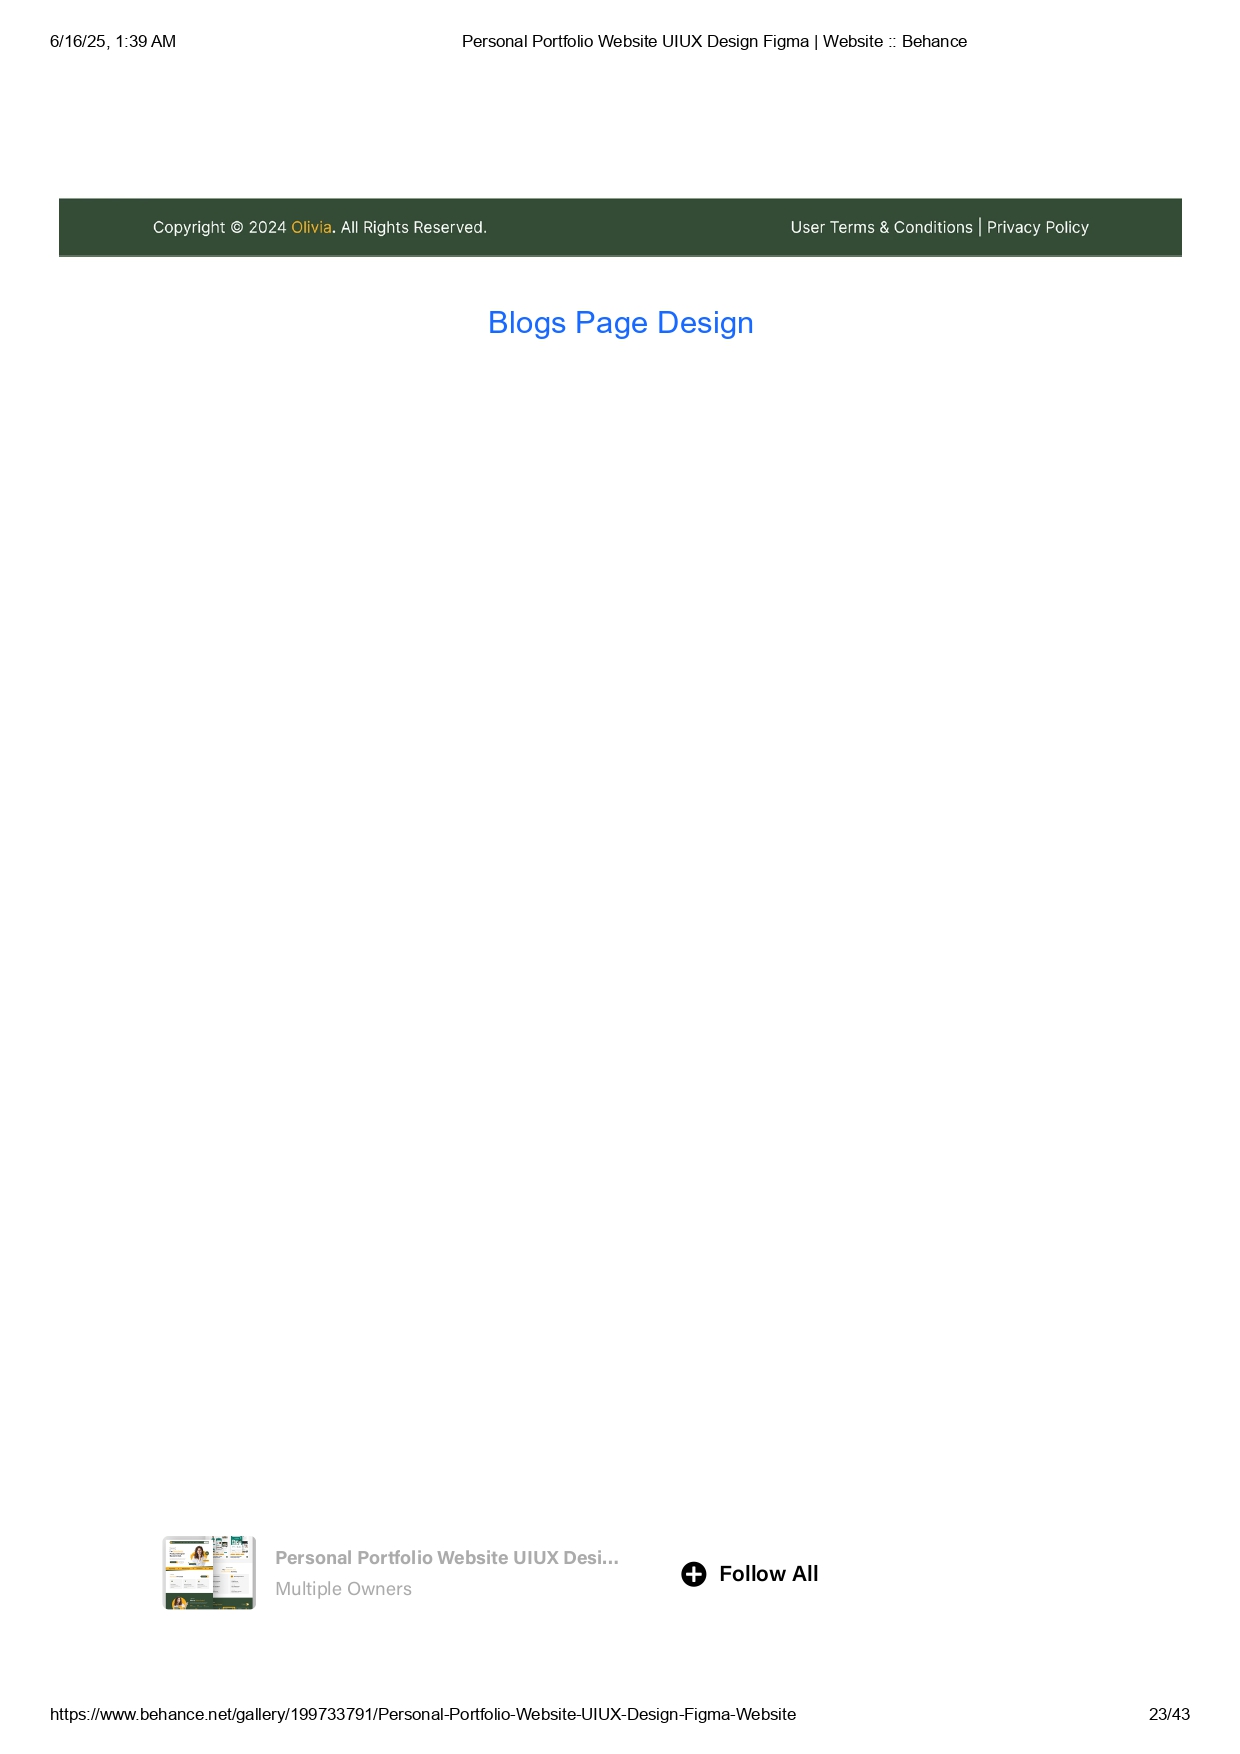 6/16/25, 1:39 AM Personal Portfolio Website UIUX Design Figma | Website :: Behance
Copyright © 2024 Olivia. All Rights Reserved. User Terms & Conditions | Privacy Policy
Blogs Page Design
Personal Portfolio Website UIUX Desi...
Multiple Owners
Follow All
https://www.behance.net/gallery/199733791/Personal-Portfolio-Website-UIUX-Design-Figma-Website 23/43